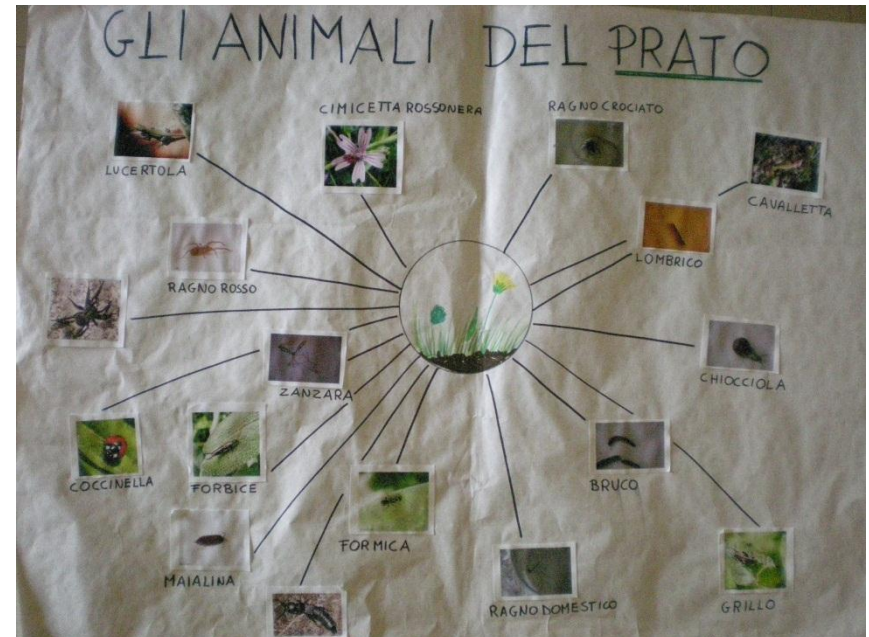 GLI ANIMALI DEL PRATO
CIMICETTA ROSSONERA
RAGNO CROCIATO
LUCERTOLA
CAVALLETTA
LOMBRICO
RAGNO ROSSO
CHIOCCIOLA
ZANZARA
COCCINELLA
FORBICE
BRUCO
FORMICA
MAIALINA
RAGNO DOMESTICO
GRILLO